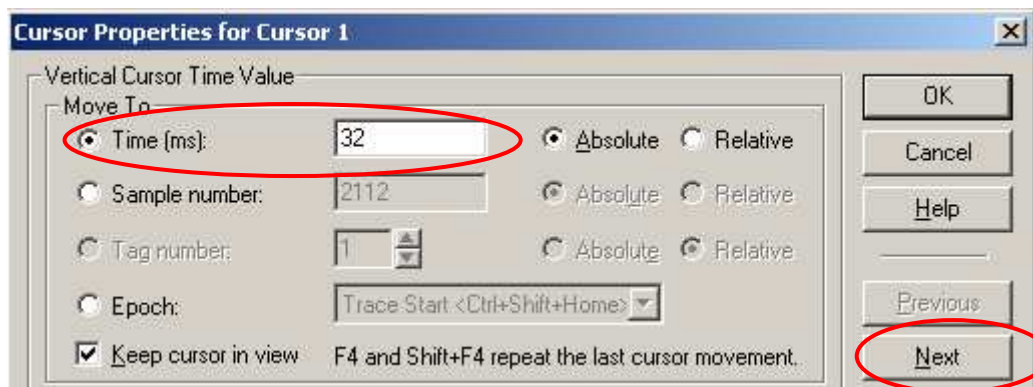 Cursor Properties for Cursor 1
Vertical Cursor Time Value
Move To
Time (ms): 32 Absolute Relative
Sample number: 2112 Absolute Relative
Tag number: 1 Absolute Relative
Epoch: Trace Start <Ctrl+Shift+Home>
Keep cursor in view F4 and Shift+F4 repeat the last cursor movement.
OK
Cancel
Help
Previous
Next